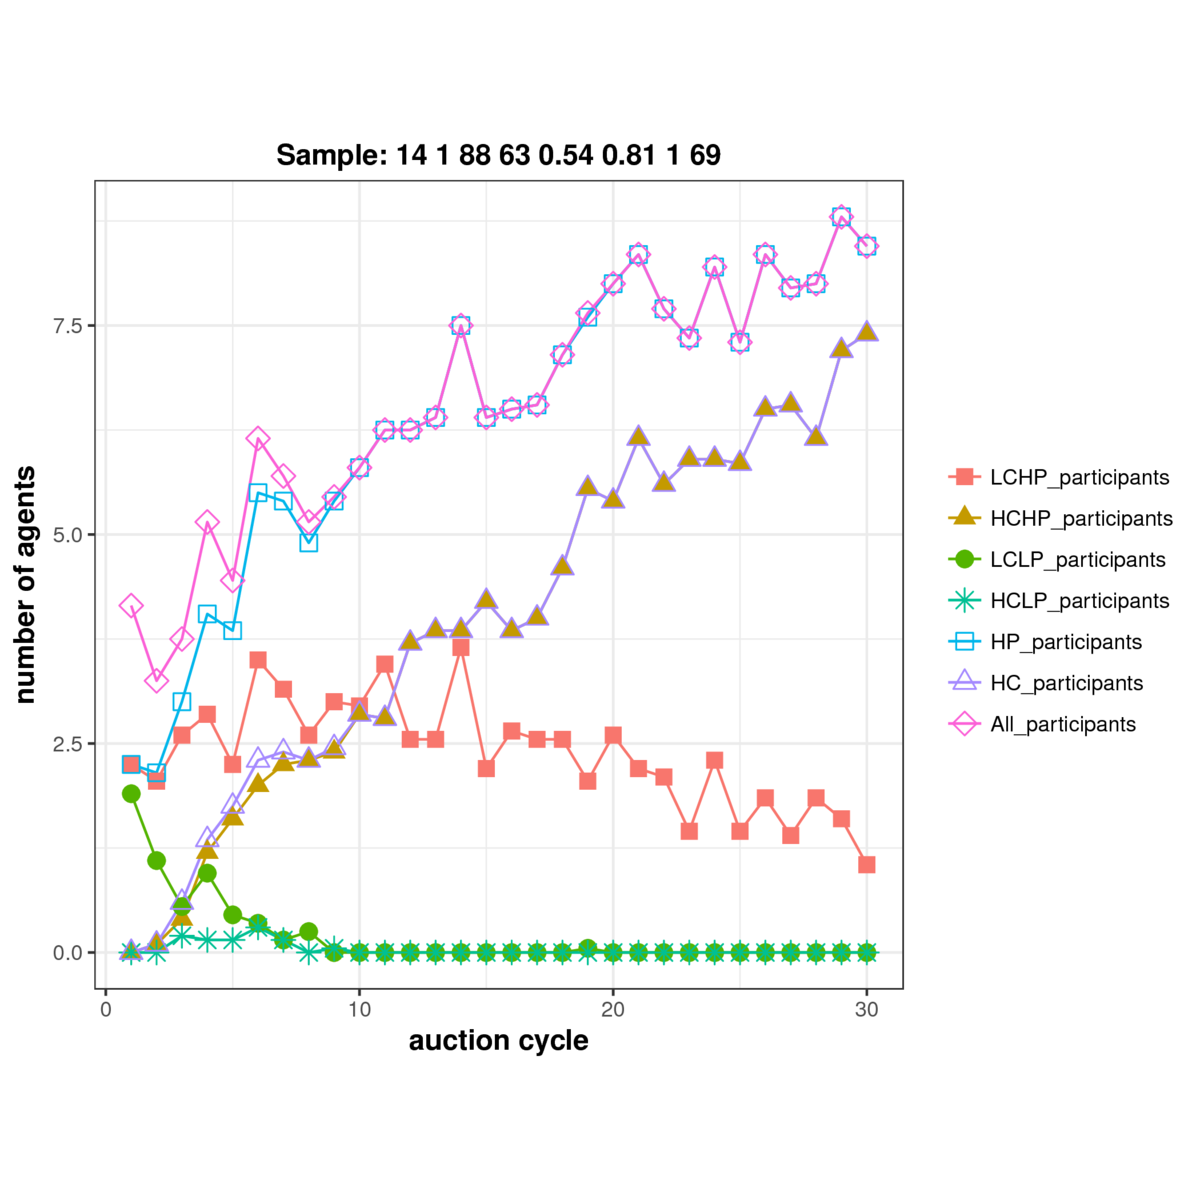 Sample: 14 1 88 63 0.54 0.81 1 69
number of agents
7.5
5.0
2.5
0.0
0
10
20
30
auction cycle
LCHP_participants
HCHP_participants
LCLP_participants
HCLP_participants
HP_participants
HC_participants
All_participants